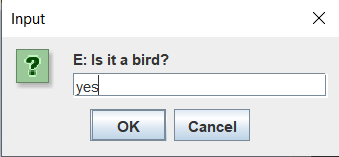 Input
?
E: Is it a bird?
yes
OK Cancel